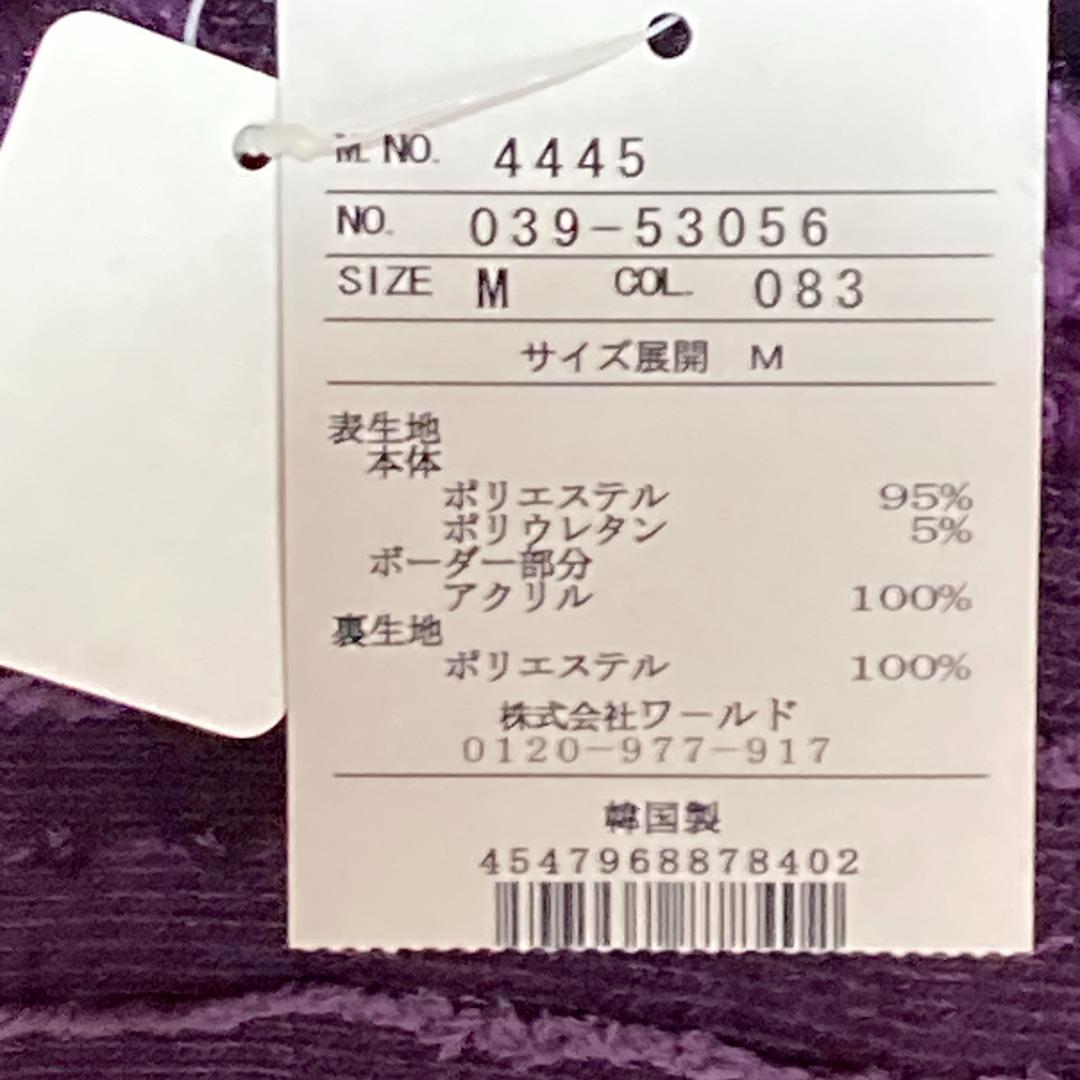 M. NO. 4445
NO. 039-53056
SIZE M COL. 083
サイズ展開 M
表生地
本体
ポリエステル 95%
ポリウレタン 5%
ボーダー部分
アクリル 100%
裏生地
ポリエステル 100%
株式会社ワールド
0120-977-917
韓国製
4547968878402